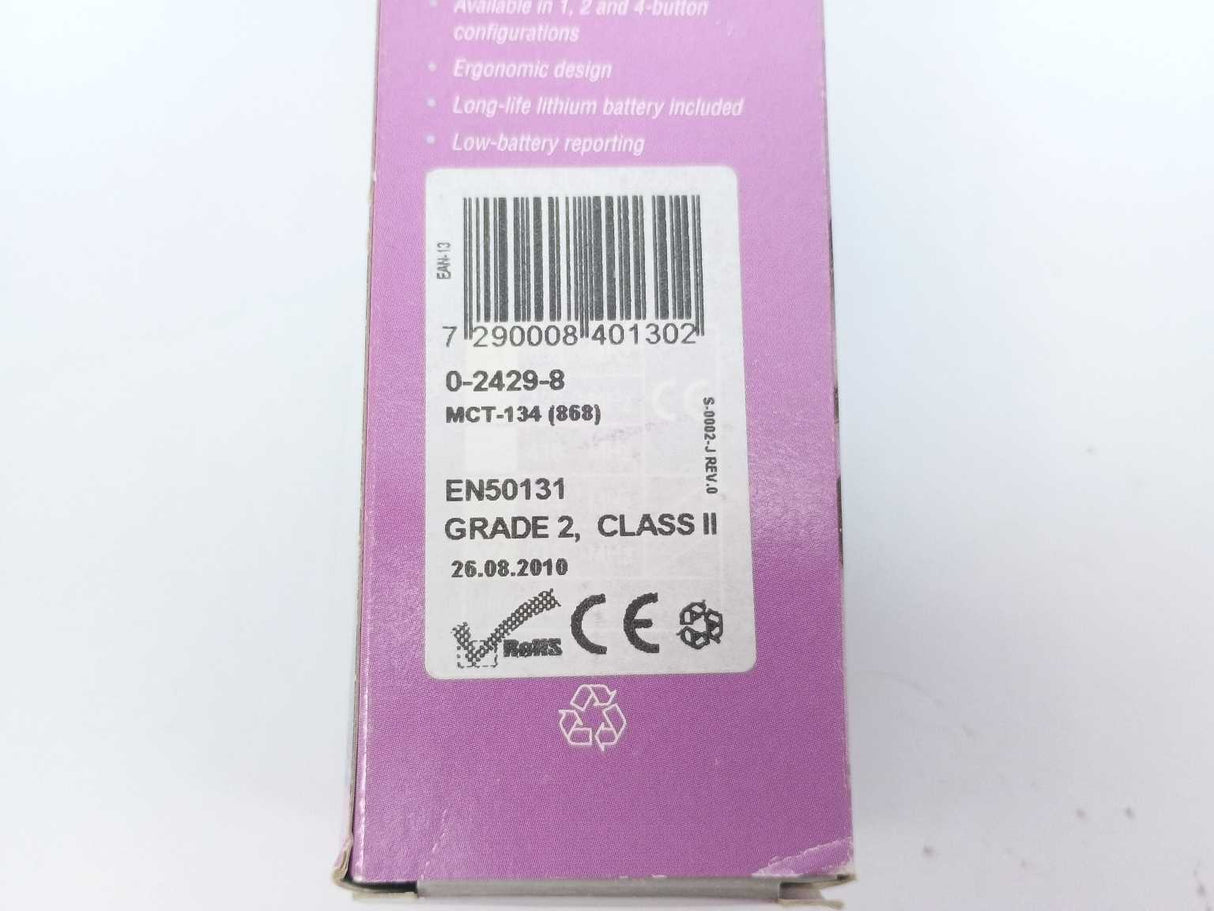 • Available in 1, 2 and 4-button
configurations
• Ergonomic design
• Long-life lithium battery included
• Low-battery reporting
EAN-13
7 290008 401302
0-2429-8
MCT-134 (868)
S-0002-J REV.0
EN50131
GRADE 2, CLASS II
26.08.2010
RoHS CE